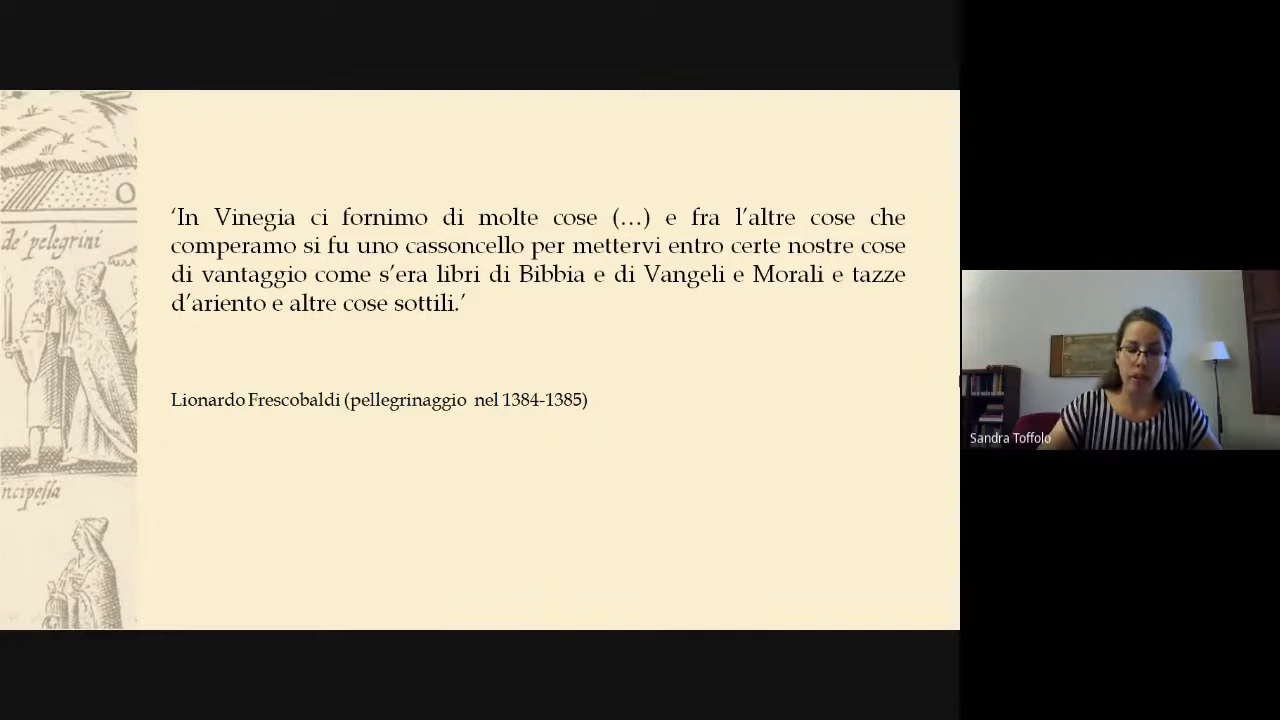 'In Vinegia ci fornimo di molte cose (…) e fra l'altre cose che
comperamo si fu uno cassoncello per mettervi entro certe nostre cose
di vantaggio come s'era libri di Bibbia e di Vangeli e Morali e tazze
d'ariento e altre cose sottili.'
Lionardo Frescobaldi (pellegrinaggio nel 1384-1385)
O
de' pelegrini
Sandra Toffolo